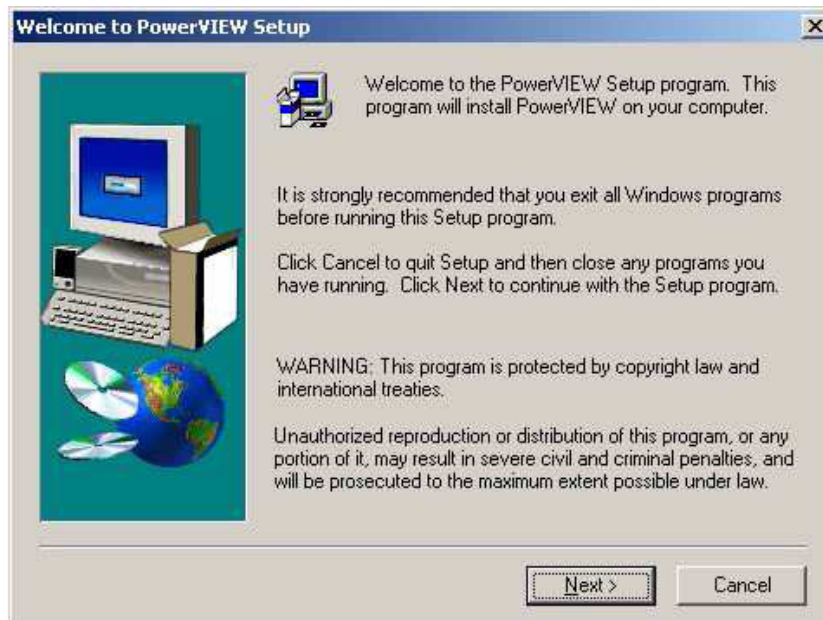 Welcome to PowerVIEW Setup
Welcome to the PowerVIEW Setup program. This
program will install PowerVIEW on your computer.
It is strongly recommended that you exit all Windows programs
before running this Setup program.
Click Cancel to quit Setup and then close any programs you
have running. Click Next to continue with the Setup program.
WARNING: This program is protected by copyright law and
international treaties.
Unauthorized reproduction or distribution of this program, or any
portion of it, may result in severe civil and criminal penalties, and
will be prosecuted to the maximum extent possible under law.
Next >
Cancel